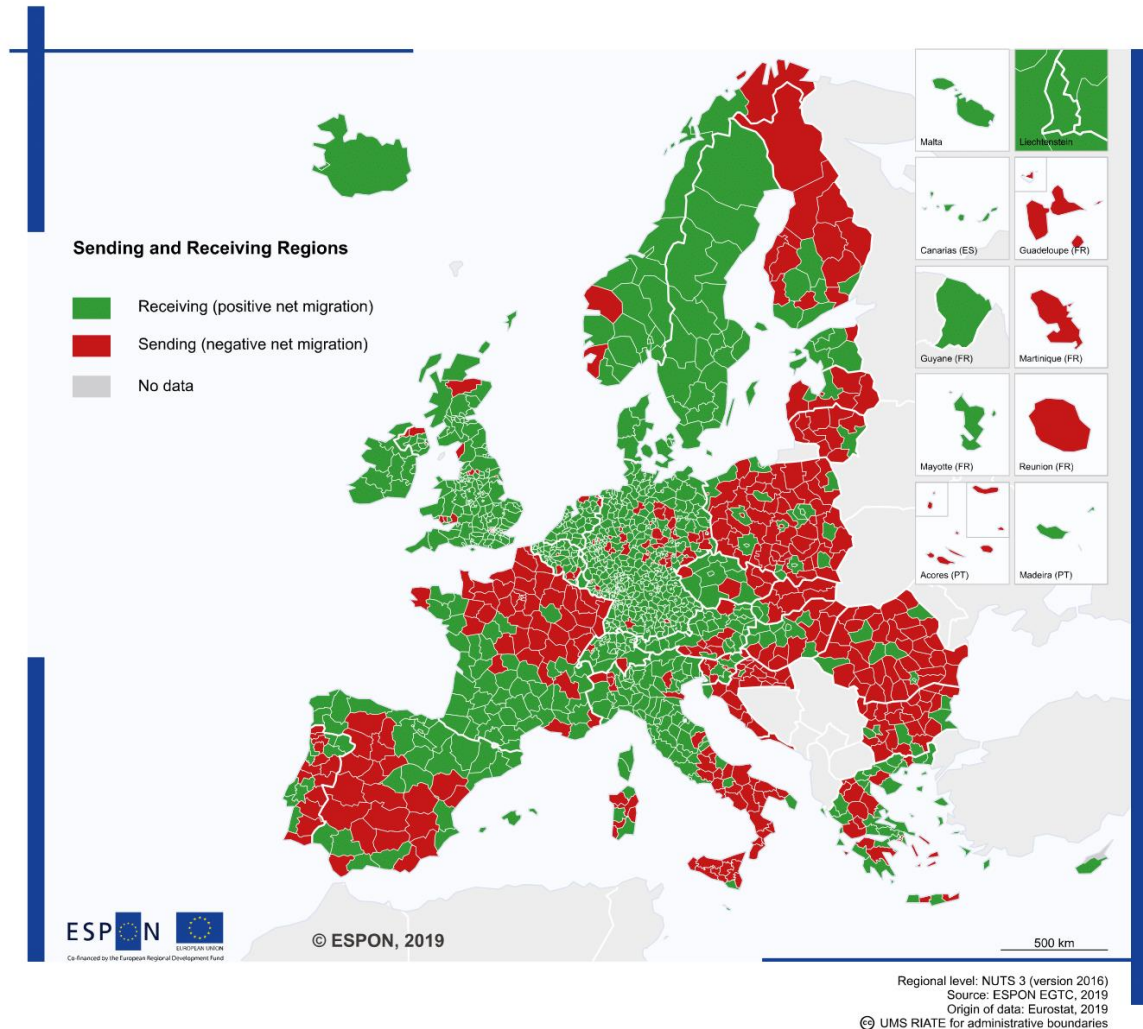 Sending and Receiving Regions
Receiving (positive net migration)
Sending (negative net migration)
No data
Malta
Liechtenstein
Canarias (ES)
Guadeloupe (FR)
Guyane (FR)
Martinique (FR)
Mayotte (FR)
Reunion (FR)
Acores (PT)
Madeira (PT)
ESPON
EUROPEAN UNION
Co-financed by the European Regional Development Fund
© ESPON, 2019
500 km
Regional level: NUTS 3 (version 2016)
Source: ESPON EGTC, 2019
Origin of data: Eurostat, 2019
cc UMS RIATE for administrative boundaries